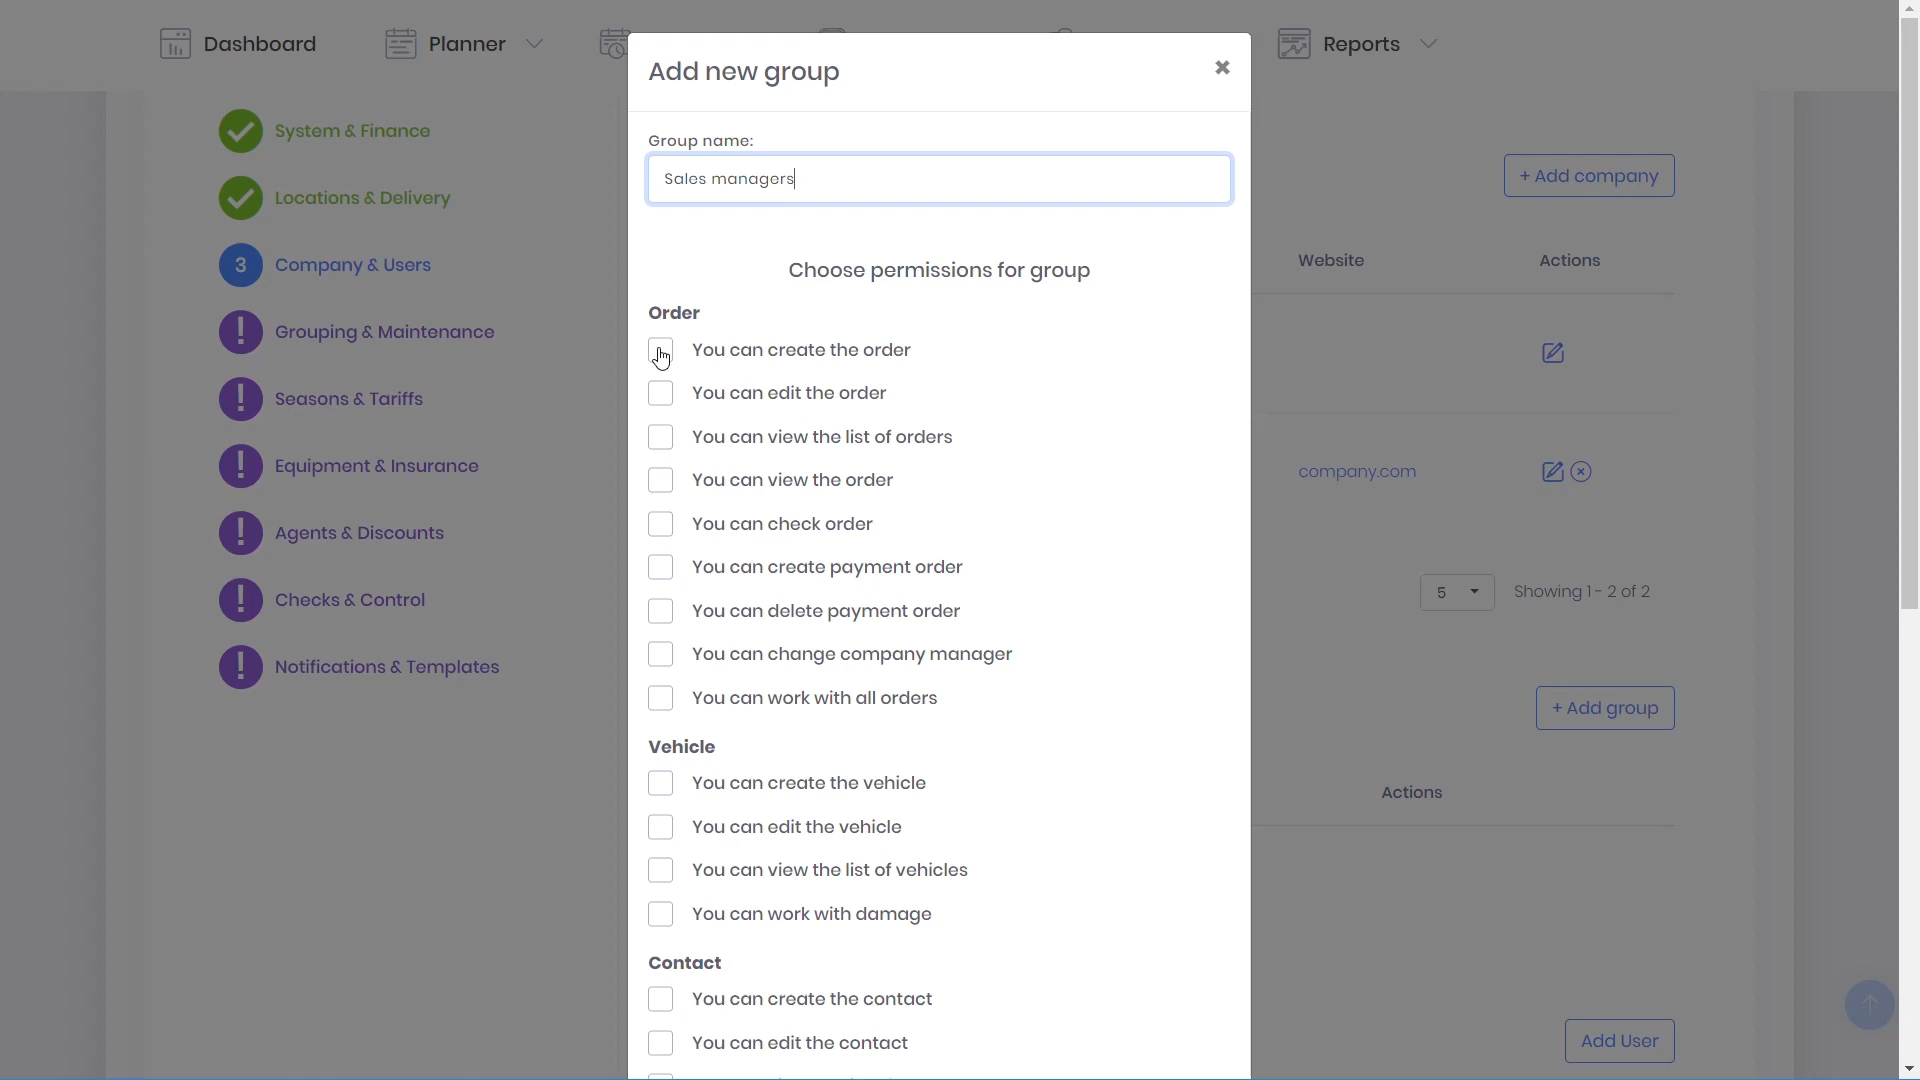 Dashboard
Planner
Reports
Add new group
✖
Group name:
Sales managers
Choose permissions for group
Order
You can create the order
You can edit the order
You can view the list of orders
You can view the order
You can check order
You can create payment order
You can delete payment order
You can change company manager
You can work with all orders
Vehicle
You can create the vehicle
You can edit the vehicle
You can view the list of vehicles
You can work with damage
Contact
You can create the contact
You can edit the contact
System & Finance
Locations & Delivery
3 Company & Users
! Grouping & Maintenance
! Seasons & Tariffs
! Equipment & Insurance
! Agents & Discounts
! Checks & Control
! Notifications & Templates
+ Add company
Website Actions
company.com
5 Showing 1 - 2 of 2
+ Add group
Actions
Add User